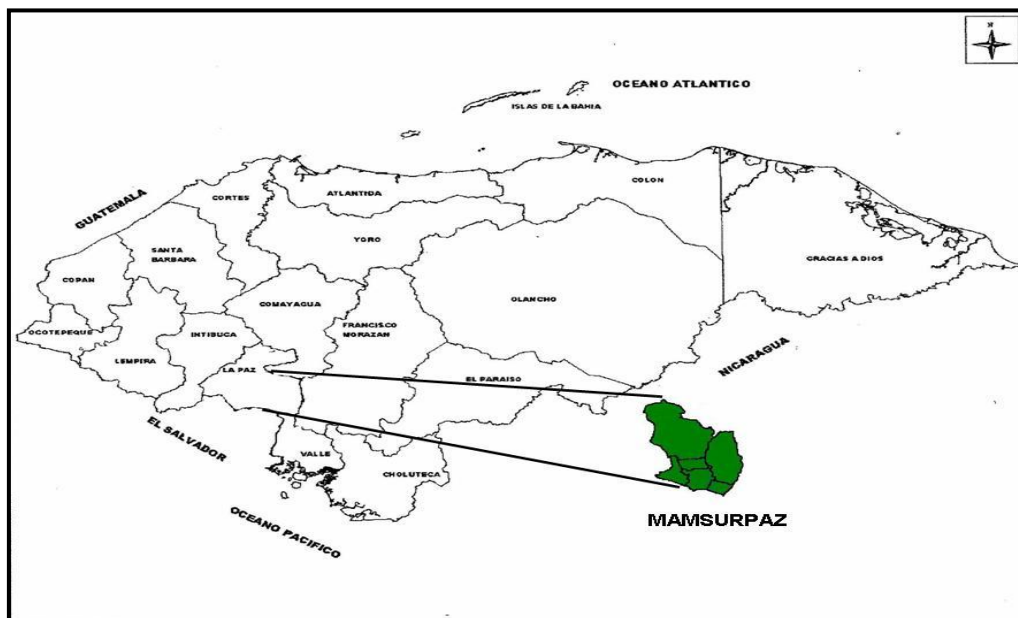 N
OCEANO ATLANTICO
ISLAS DE LA BAHIA
COLON
ATLANTIDA
CORTES
GUATEMALA
YORO
SANTA
BARBARA
GRACIAS A DIOS
COPAN
COMAYAGUA
OLANCHO
OCOTEPEQUE
INTIBUCA
FRANCISCO
MORAZAN
LEMPIRA
LA PAZ
EL PARAISO
NICARAGUA
EL SALVADOR
VALLE
CHOLUTECA
OCEANO PACIFICO
MAMSURPAZ